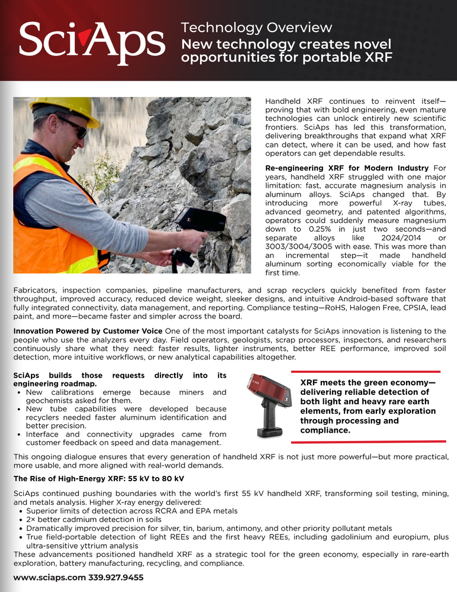 SciAps
Technology Overview
New technology creates novel
opportunities for portable XRF
Handheld XRF continues to reinvent itself—
proving that with bold engineering, even mature
technologies can unlock entirely new scientific
frontiers. SciAps has led this transformation,
delivering breakthroughs that expand what XRF
can detect, where it can be used, and how fast
operators can get dependable results.
Re-engineering XRF for Modern Industry For
years, handheld XRF struggled with one major
limitation: fast, accurate magnesium analysis in
aluminum alloys. SciAps changed that. By
introducing more powerful X-ray tubes,
advanced geometry, and patented algorithms,
operators could suddenly measure magnesium
down to 0.25% in just two seconds—and
separate alloys like 2024/2014 or
3003/3004/3005 with ease. This was more than
an incremental step—it made handheld
aluminum sorting economically viable for the
first time.
Fabricators, inspection companies, pipeline manufacturers, and scrap recyclers quickly benefited from faster
throughput, improved accuracy, reduced device weight, sleeker designs, and intuitive Android-based software that
fully integrated connectivity, data management, and reporting. Compliance testing—RoHS, Halogen Free, CPSIA, lead
paint, and more—became faster and simpler across the board.
Innovation Powered by Customer Voice One of the most important catalysts for SciAps innovation is listening to the
people who use the analyzers every day. Field operators, geologists, scrap processors, inspectors, and researchers
continuously share what they need: faster results, lighter instruments, better REE performance, improved soil
detection, more intuitive workflows, or new analytical capabilities altogether.
SciAps builds those requests directly into its
engineering roadmap.
• New calibrations emerge because miners and
geochemists asked for them.
• New tube capabilities were developed because
recyclers needed faster aluminum identification and
better precision.
• Interface and connectivity upgrades came from
customer feedback on speed and data management.
XRF meets the green economy—
delivering reliable detection of
both light and heavy rare earth
elements, from early exploration
through processing and
compliance.
This ongoing dialogue ensures that every generation of handheld XRF is not just more powerful—but more practical,
more usable, and more aligned with real-world demands.
The Rise of High-Energy XRF: 55 kV to 80 kV
SciAps continued pushing boundaries with the world's first 55 kV handheld XRF, transforming soil testing, mining,
and metals analysis. Higher X-ray energy delivered:
• Superior limits of detection across RCRA and EPA metals
• 2× better cadmium detection in soils
• Dramatically improved precision for silver, tin, barium, antimony, and other priority pollutant metals
• True field-portable detection of light REEs and the first heavy REEs, including gadolinium and europium, plus
ultra-sensitive yttrium analysis
These advancements positioned handheld XRF as a strategic tool for the green economy, especially in rare-earth
exploration, battery manufacturing, recycling, and compliance.
www.sciaps.com 339.927.9455